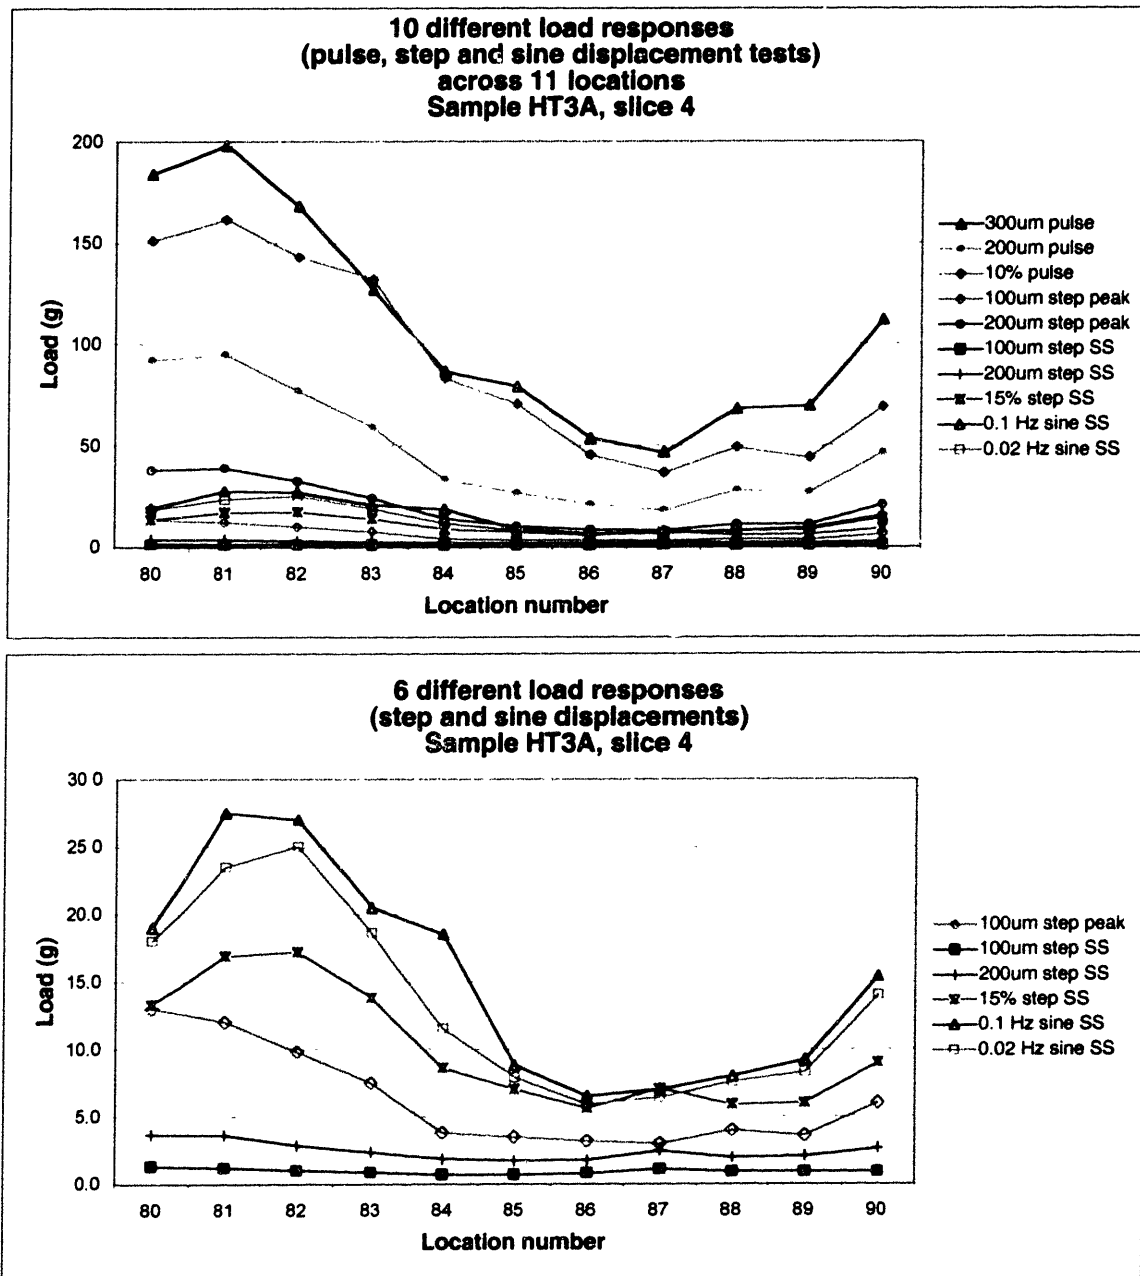 10 different load responses
(pulse, step and sine displacement tests)
across 11 locations
Sample HT3A, slice 4
200
150
100
50
0
Load (g)
80 81 82 83 84 85 86 87 88 89 90
Location number
300um pulse
200um pulse
10% pulse
100um step peak
200um step peak
100um step SS
200um step SS
15% step SS
0.1 Hz sine SS
0.02 Hz sine SS
6 different load responses
(step and sine displacements)
Sample HT3A, slice 4
30 0
25 0
20 0
15.0
10.0
5.0
0.0
Load (g)
80 81 82 83 84 85 86 87 88 89 90
Location number
100um step peak
100um step SS
200um step SS
15% step SS
0.1 Hz sine SS
0.02 Hz sine SS